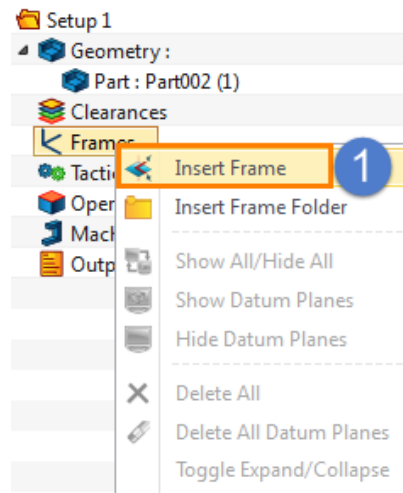 Setup 1
Geometry :
Part : Part002 (1)
Clearances
Frames
Insert Frame
1
Insert Frame Folder
Show All/Hide All
Show Datum Planes
Hide Datum Planes
Delete All
Delete All Datum Planes
Toggle Expand/Collapse